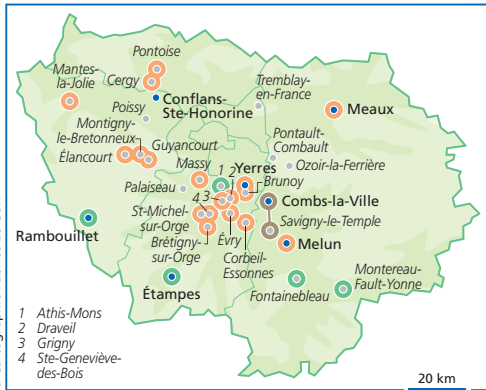 Pontoise
Mantes-
la-Jolie
Cergy
Tremblay-
en-France
Conflans-
Ste-Honorine
Meaux
Poissy
Montigny-
le-Bretonneux
Guyancourt
Pontault-
Combault
Élancourt
Massy
Yerres
Ozoir-la-Ferrière
1 2
Brunoy
Palaiseau
3
4
Combs-la-Ville
St-Michel-
sur-Orge
Savigny-le-Temple
Rambouillet
Brétigny-
sur-Orge
Évry
Melun
Corbeil-
Essonnes
Étampes
Montereau-
Fault-Yonne
Fontainebleau
1 Athis-Mons
2 Draveil
3 Grigny
4 Ste-Geneviève-
des-Bois
20 km